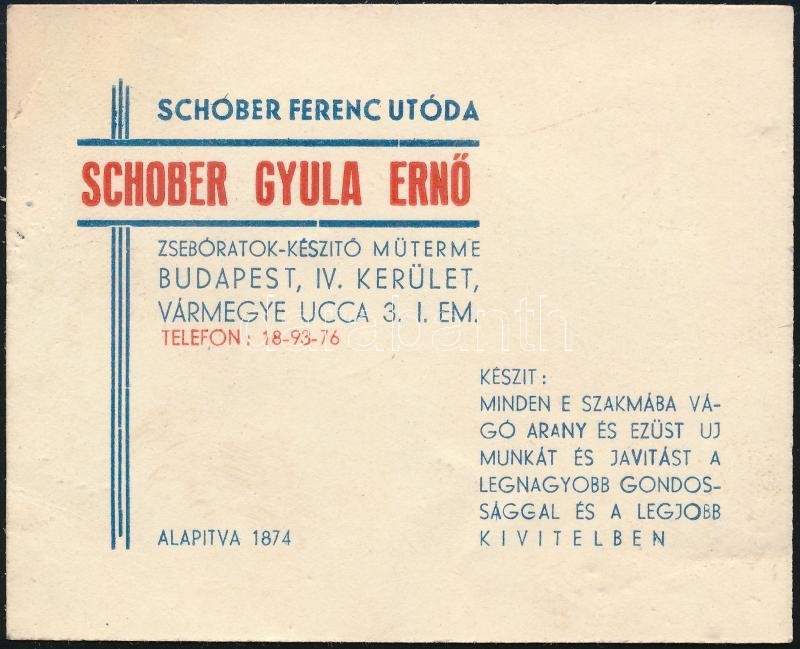 SCHÓBER FERENC UTÓDA
SCHOBER GYULA ERNŐ
ZSEBÓRATOK-KÉSZITŐ MÜTERME
BUDAPEST, IV. KERÜLET,
VÁRMEGYE UCCA 3. I. EM.
TELEFON: 18-93-76
darabanth
KÉSZIT:
MINDEN E SZAKMÁBA VÁ-
GÓ ARANY ÉS EZÜST UJ
MUNKÁT ÉS JAVITÁST A
LEGNAGYOBB GONDOS-
SÁGGAL ÉS A LEGJOBB
KIVITELBEN
ALAPITVA 1874